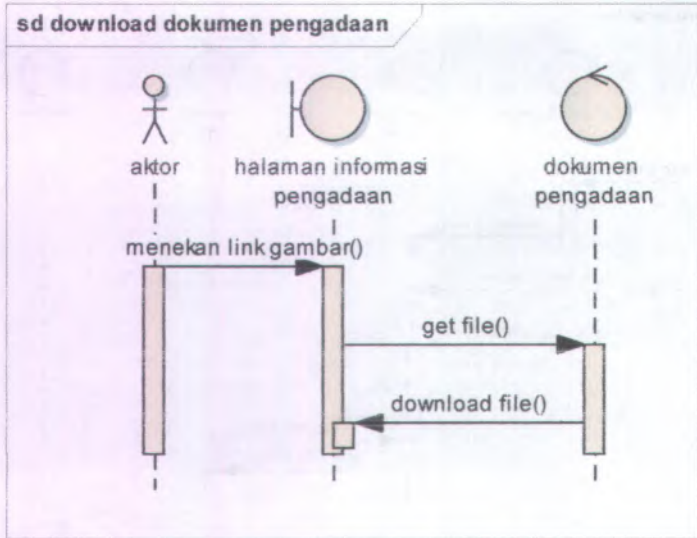 sd download dokumen pengadaan
aktor
halaman informasi
pengadaan
dokumen
pengadaan
menekan link gambar()
get file()
download file()